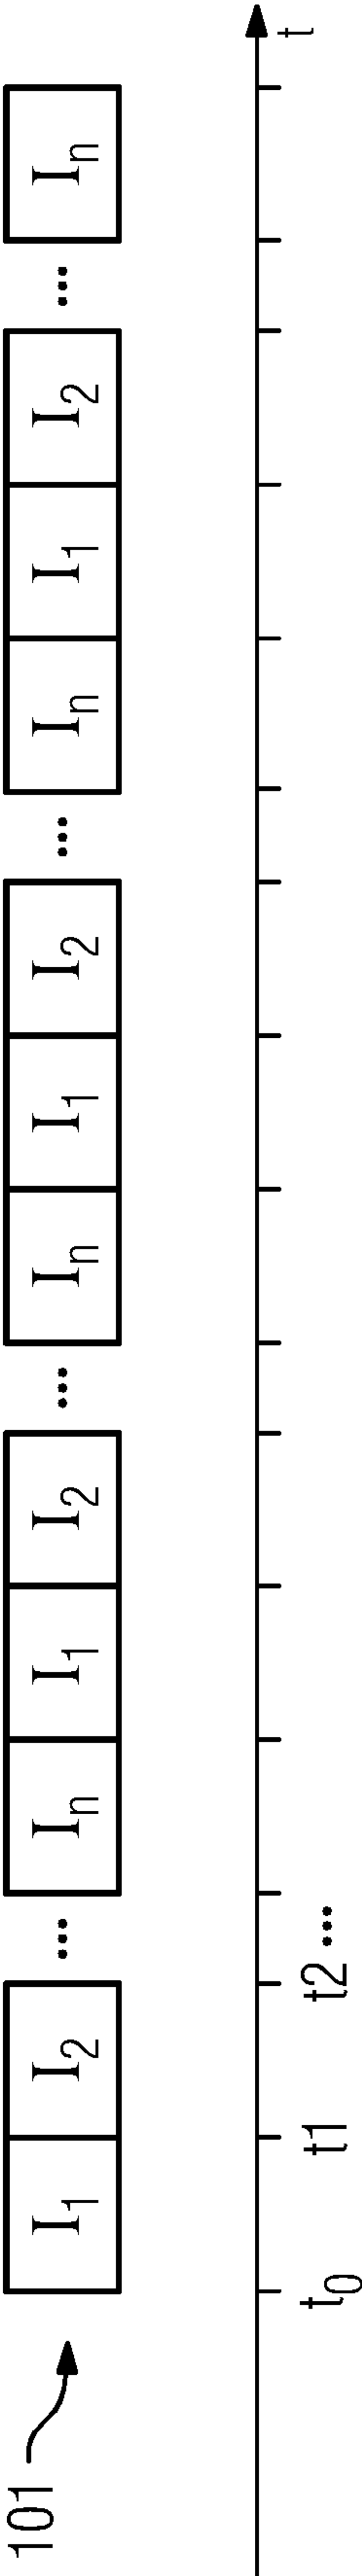 101
I₁ I₂ ... Iₙ I₁ I₂ ... Iₙ I₁ I₂ ... Iₙ I₁ I₂ ... Iₙ
t₀ t1 t2 ... t